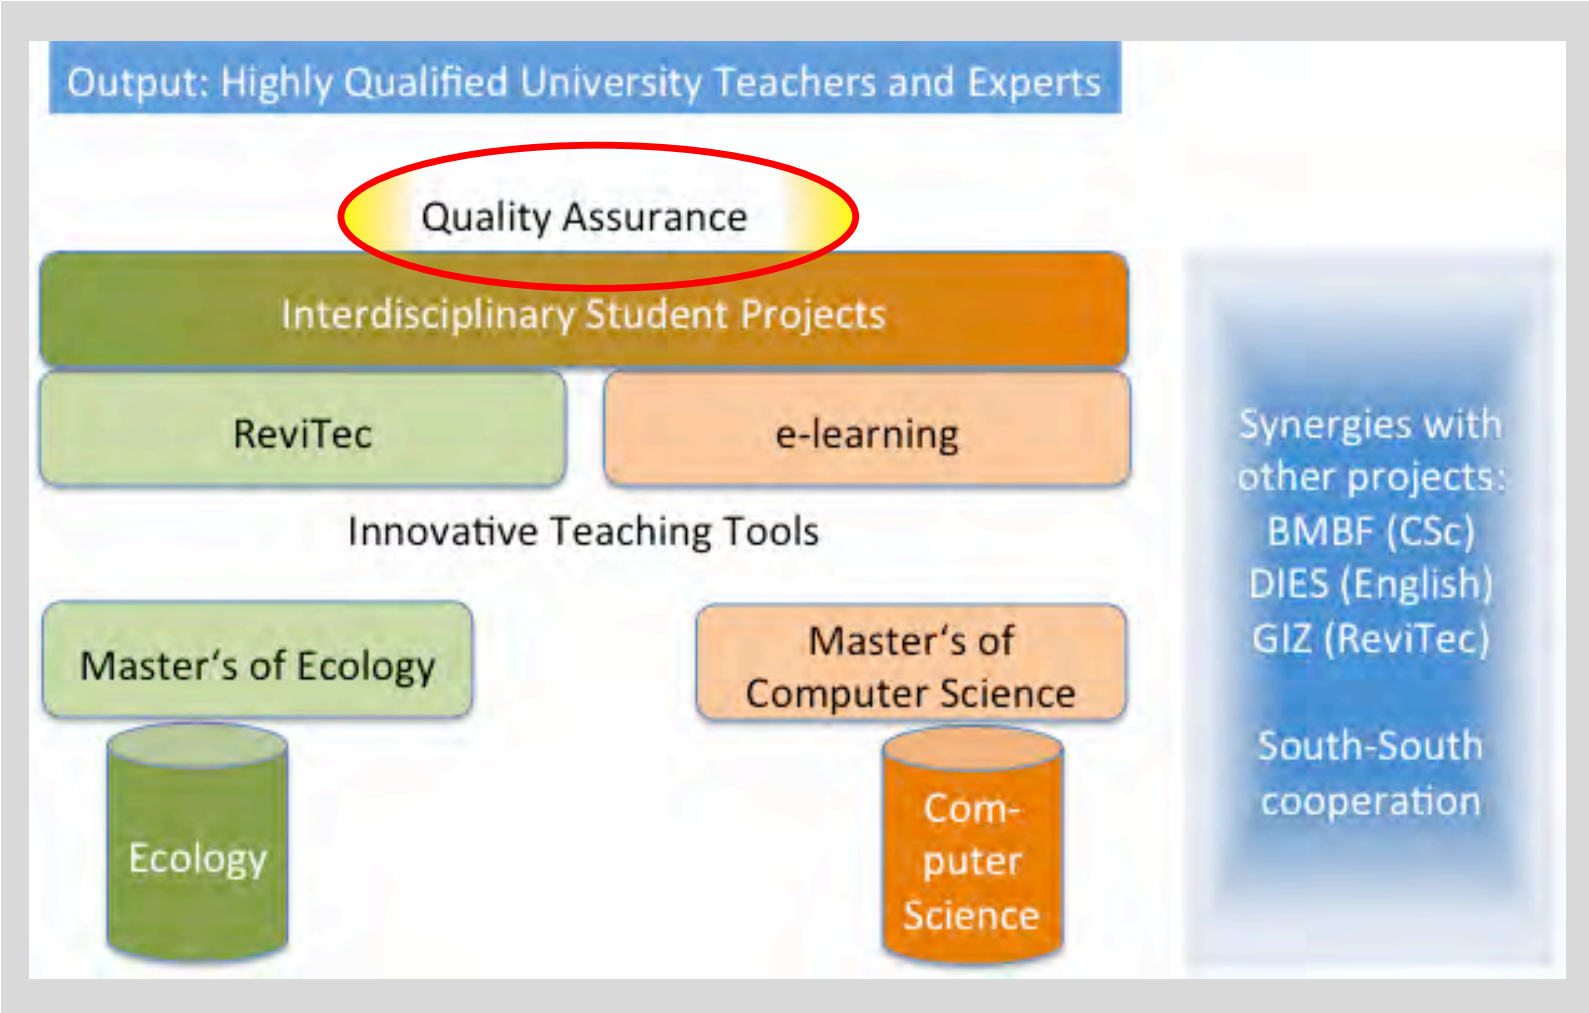 Output: Highly Qualified University Teachers and Experts
Quality Assurance
Interdisciplinary Student Projects
ReviTec
e-learning
Innovative Teaching Tools
Master‘s of Ecology
Master‘s of
Computer Science
Ecology
Com-
puter
Science
Synergies with
other projects:
BMBF (CSc)
DIES (English)
GIZ (ReviTec)
South-South
cooperation